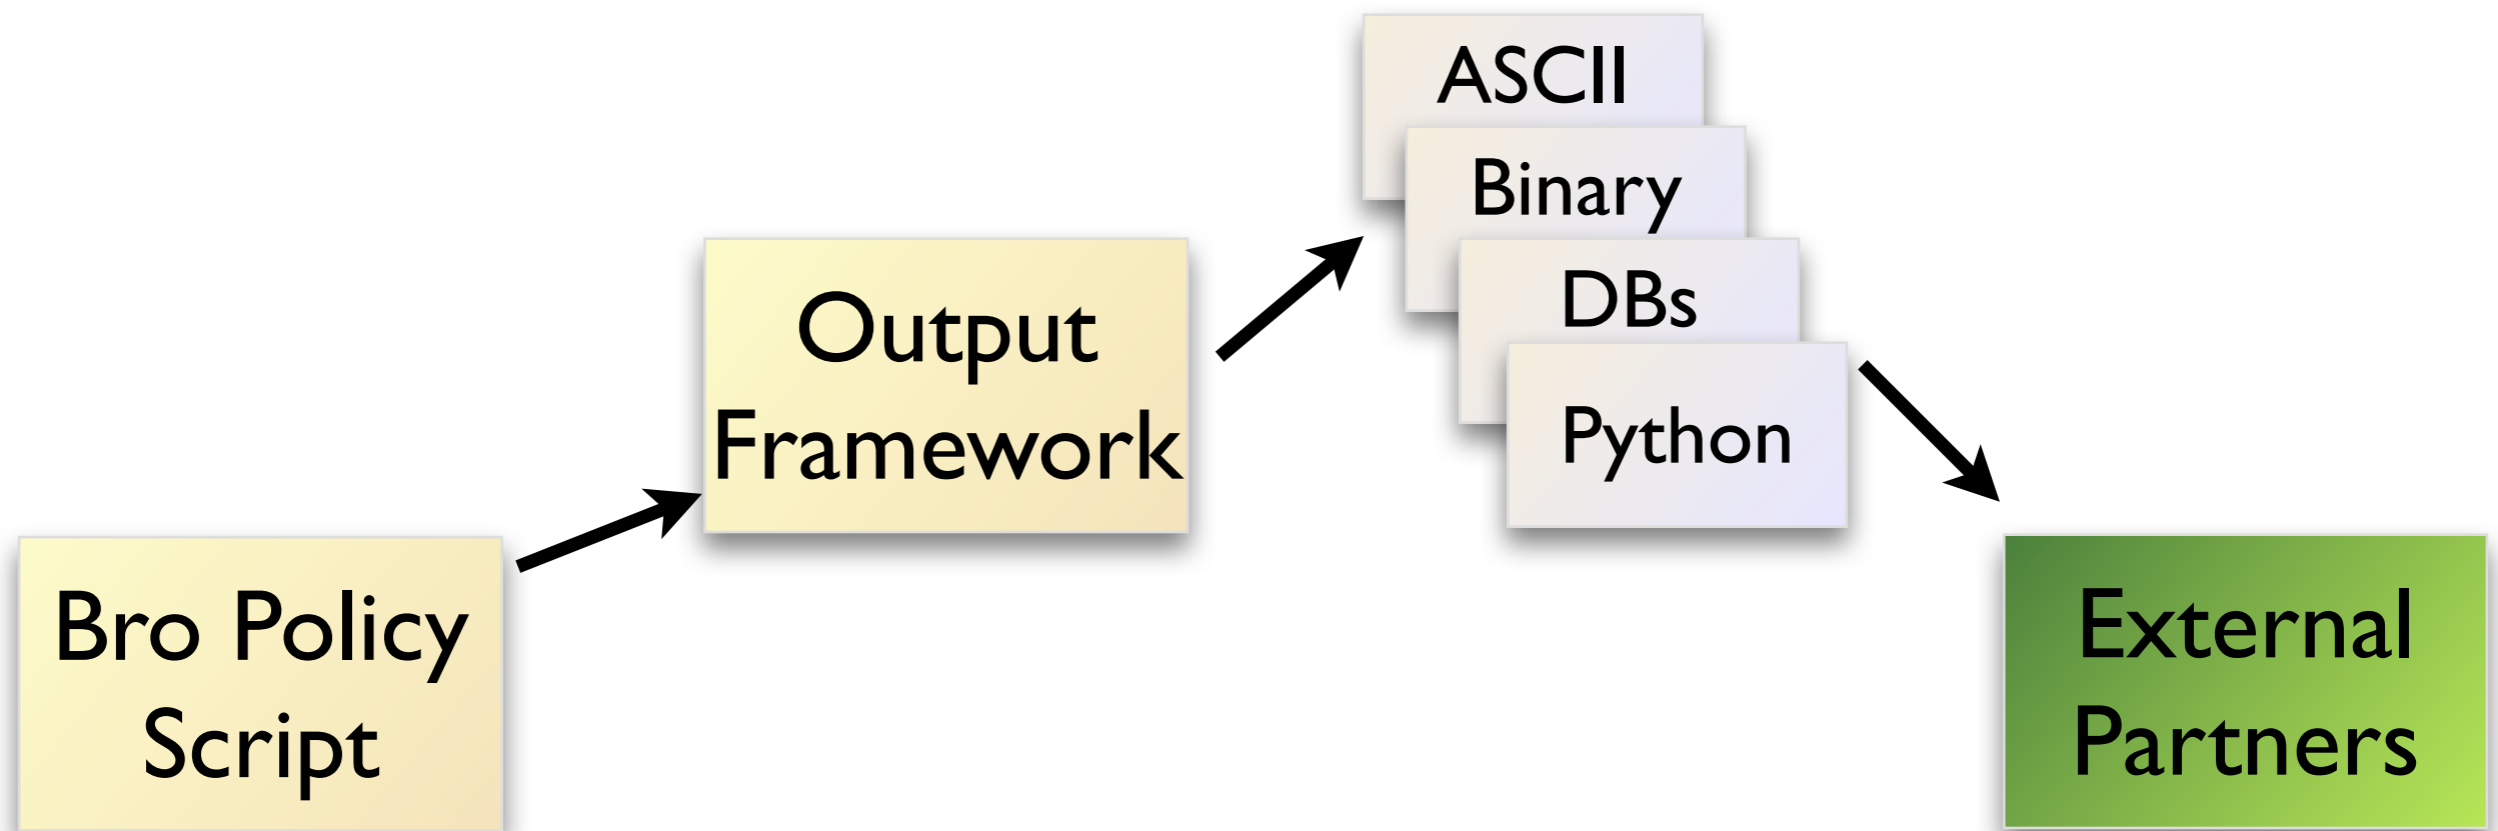 Bro Policy
Script
Output
Framework
ASCII
Binary
DBs
Python
External
Partners